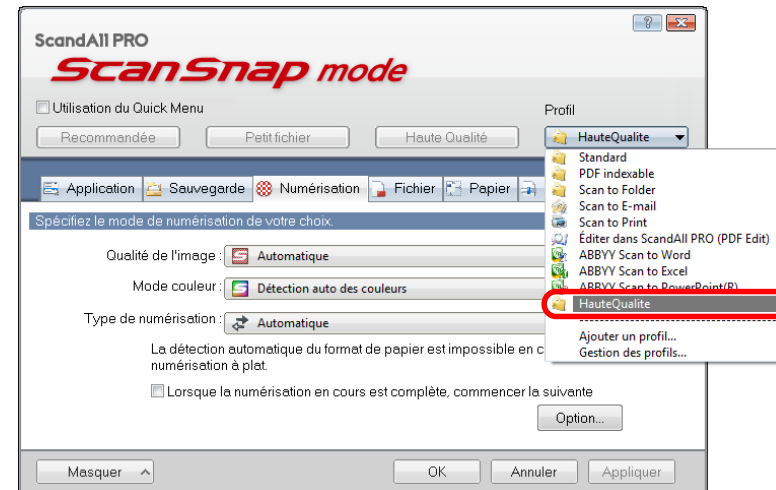 ScandAll PRO
ScanSnap mode
Utilisation du Quick Menu
Profil
Recommandée
Petit fichier
Haute Qualité
HauteQualite
Standard
PDF indexable
Scan to Folder
Scan to E-mail
Scan to Print
Éditer dans ScandAll PRO (PDF Edit)
ABBYY Scan to Word
ABBYY Scan to Excel
ABBYY Scan to PowerPoint(R)
HauteQualite
Ajouter un profil...
Gestion des profils...
Application
Sauvegarde
Numérisation
Fichier
Papier
Spécifiez le mode de numérisation de votre choix.
Qualité de l'image :
Automatique
Mode couleur :
Détection auto des couleurs
Type de numérisation :
Automatique
La détection automatique du format de papier est impossible en c
numérisation à plat.
Lorsque la numérisation en cours est complète, commencer la suivante
Option...
Masquer
OK
Annuler
Appliquer